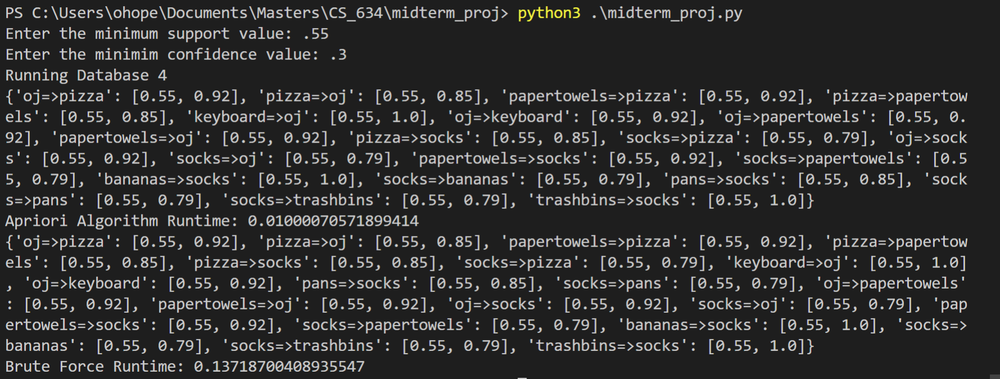 PS C:\Users\ohope\Documents\Masters\CS_634\midterm_proj> python3 .\midterm_proj.py
Enter the minimum support value: .55
Enter the minimim confidence value: .3
Running Database 4
{'oj=>pizza': [0.55, 0.92], 'pizza=>oj': [0.55, 0.85], 'papertowels=>pizza': [0.55, 0.92], 'pizza=>papertow
els': [0.55, 0.85], 'keyboard=>oj': [0.55, 1.0], 'oj=>keyboard': [0.55, 0.92], 'oj=>papertowels': [0.55, 0.
92], 'papertowels=>oj': [0.55, 0.92], 'pizza=>socks': [0.55, 0.85], 'socks=>pizza': [0.55, 0.79], 'oj=>sock
s': [0.55, 0.92], 'socks=>oj': [0.55, 0.79], 'papertowels=>socks': [0.55, 0.92], 'socks=>papertowels': [0.5
5, 0.79], 'bananas=>socks': [0.55, 1.0], 'socks=>bananas': [0.55, 0.79], 'pans=>socks': [0.55, 0.85], 'sock
s=>pans': [0.55, 0.79], 'socks=>trashbins': [0.55, 0.79], 'trashbins=>socks': [0.55, 1.0]}
Apriori Algorithm Runtime: 0.01000070571899414
{'oj=>pizza': [0.55, 0.92], 'pizza=>oj': [0.55, 0.85], 'papertowels=>pizza': [0.55, 0.92], 'pizza=>papertow
els': [0.55, 0.85], 'pizza=>socks': [0.55, 0.85], 'socks=>pizza': [0.55, 0.79], 'keyboard=>oj': [0.55, 1.0]
, 'oj=>keyboard': [0.55, 0.92], 'pans=>socks': [0.55, 0.85], 'socks=>pans': [0.55, 0.79], 'oj=>papertowels'
: [0.55, 0.92], 'papertowels=>oj': [0.55, 0.92], 'oj=>socks': [0.55, 0.92], 'socks=>oj': [0.55, 0.79], 'pap
ertowels=>socks': [0.55, 0.92], 'socks=>papertowels': [0.55, 0.79], 'bananas=>socks': [0.55, 1.0], 'socks=>
bananas': [0.55, 0.79], 'socks=>trashbins': [0.55, 0.79], 'trashbins=>socks': [0.55, 1.0]}
Brute Force Runtime: 0.13718700408935547